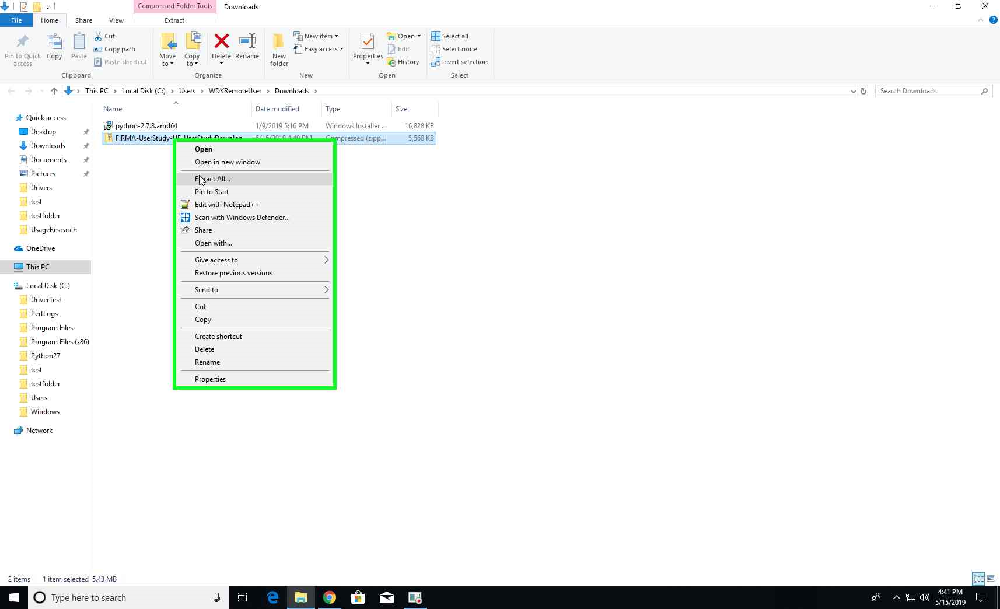 Compressed Folder Tools
Downloads
File
Home
Share
View
Extract
Pin to Quick access
Copy
Paste
Cut
Copy path
Paste shortcut
Clipboard
Move to
Copy to
Delete
Rename
Organize
New folder
New item
Easy access
New
Properties
Open
Edit
History
Open
Select all
Select none
Invert selection
Select
This PC > Local Disk (C:) > Users > WDKRemoteUser > Downloads >
Search Downloads
Name
Date modified
Type
Size
python-2.7.8.amd64
1/9/2019 5:16 PM
Windows Installer ...
16,828 KB
FIRMA-UserStudy-UF-UserStudyDownloa...
5/15/2019 4:40 PM
Compressed (zipp...
5,568 KB
Quick access
Desktop
Downloads
Documents
Pictures
Drivers
test
testfolder
UsageResearch
OneDrive
This PC
Local Disk (C:)
DriverTest
PerfLogs
Program Files
Program Files (x86)
Python27
test
testfolder
Users
Windows
Network
Open
Open in new window
Extract All...
Pin to Start
Edit with Notepad++
Scan with Windows Defender...
Share
Open with...
Give access to
Restore previous versions
Send to
Cut
Copy
Create shortcut
Delete
Rename
Properties
2 items
1 item selected 5.43 MB
Type here to search
4:41 PM
5/15/2019